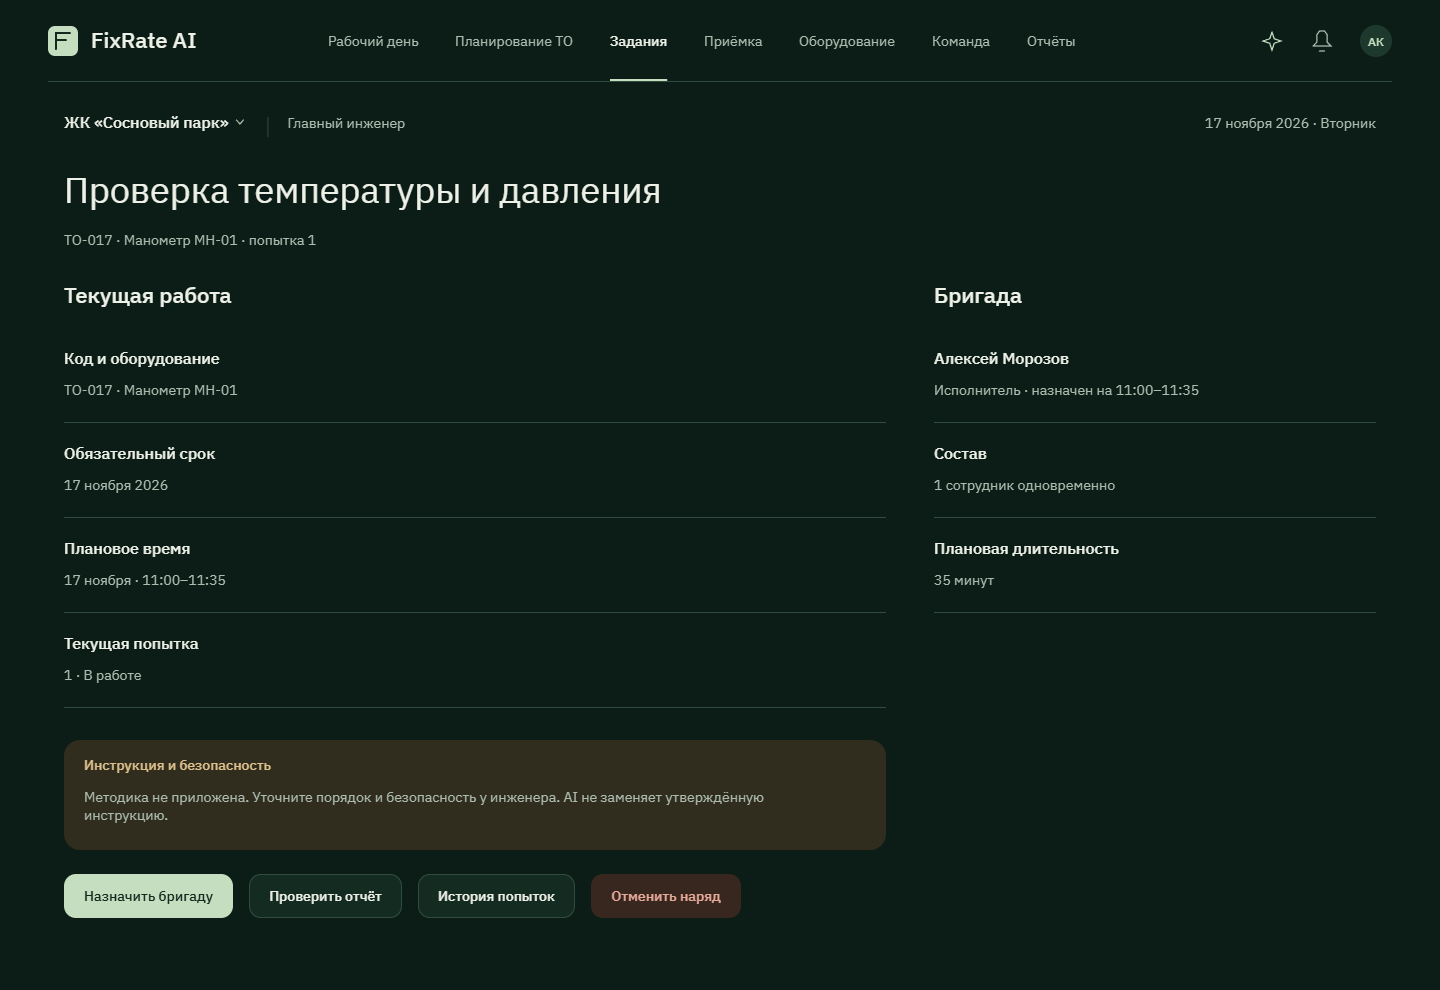 FixRate AI
Рабочий день
Планирование ТО
Задания
Приёмка
Оборудование
Команда
Отчёты
АК
ЖК «Сосновый парк»
Главный инженер
17 ноября 2026 · Вторник
Проверка температуры и давления
ТО-017 · Манометр МН-01 · попытка 1
Текущая работа
Код и оборудование
ТО-017 · Манометр МН-01
Обязательный срок
17 ноября 2026
Плановое время
17 ноября · 11:00–11:35
Текущая попытка
1 · В работе
Инструкция и безопасность
Методика не приложена. Уточните порядок и безопасность у инженера. AI не заменяет утверждённую
инструкцию.
Назначить бригаду
Проверить отчёт
История попыток
Отменить наряд
Бригада
Алексей Морозов
Исполнитель · назначен на 11:00–11:35
Состав
1 сотрудник одновременно
Плановая длительность
35 минут